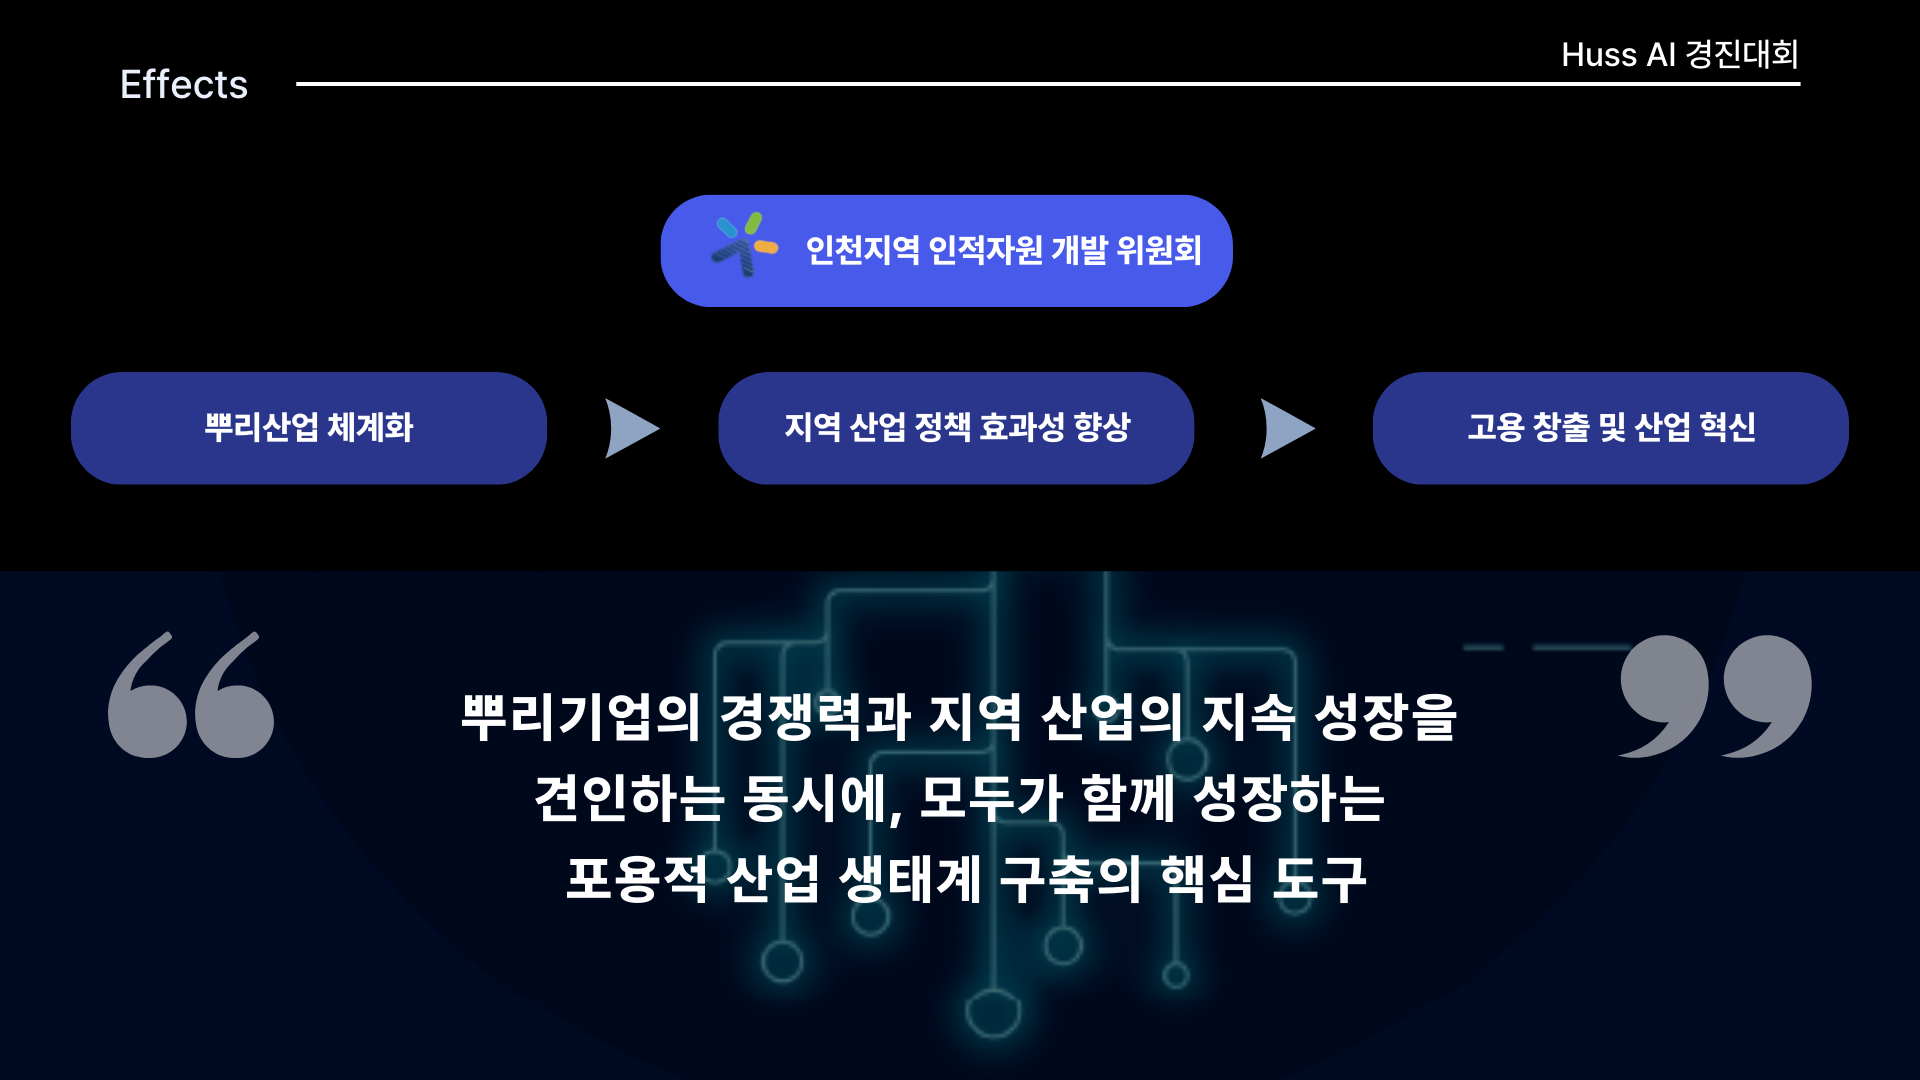 Effects
Huss AI 경진대회
인천지역 인적자원 개발 위원회
뿌리산업 체계화
지역 산업 정책 효과성 향상
고용 창출 및 산업 혁신
“
뿌리기업의 경쟁력과 지역 산업의 지속 성장을
견인하는 동시에, 모두가 함께 성장하는
포용적 산업 생태계 구축의 핵심 도구
”